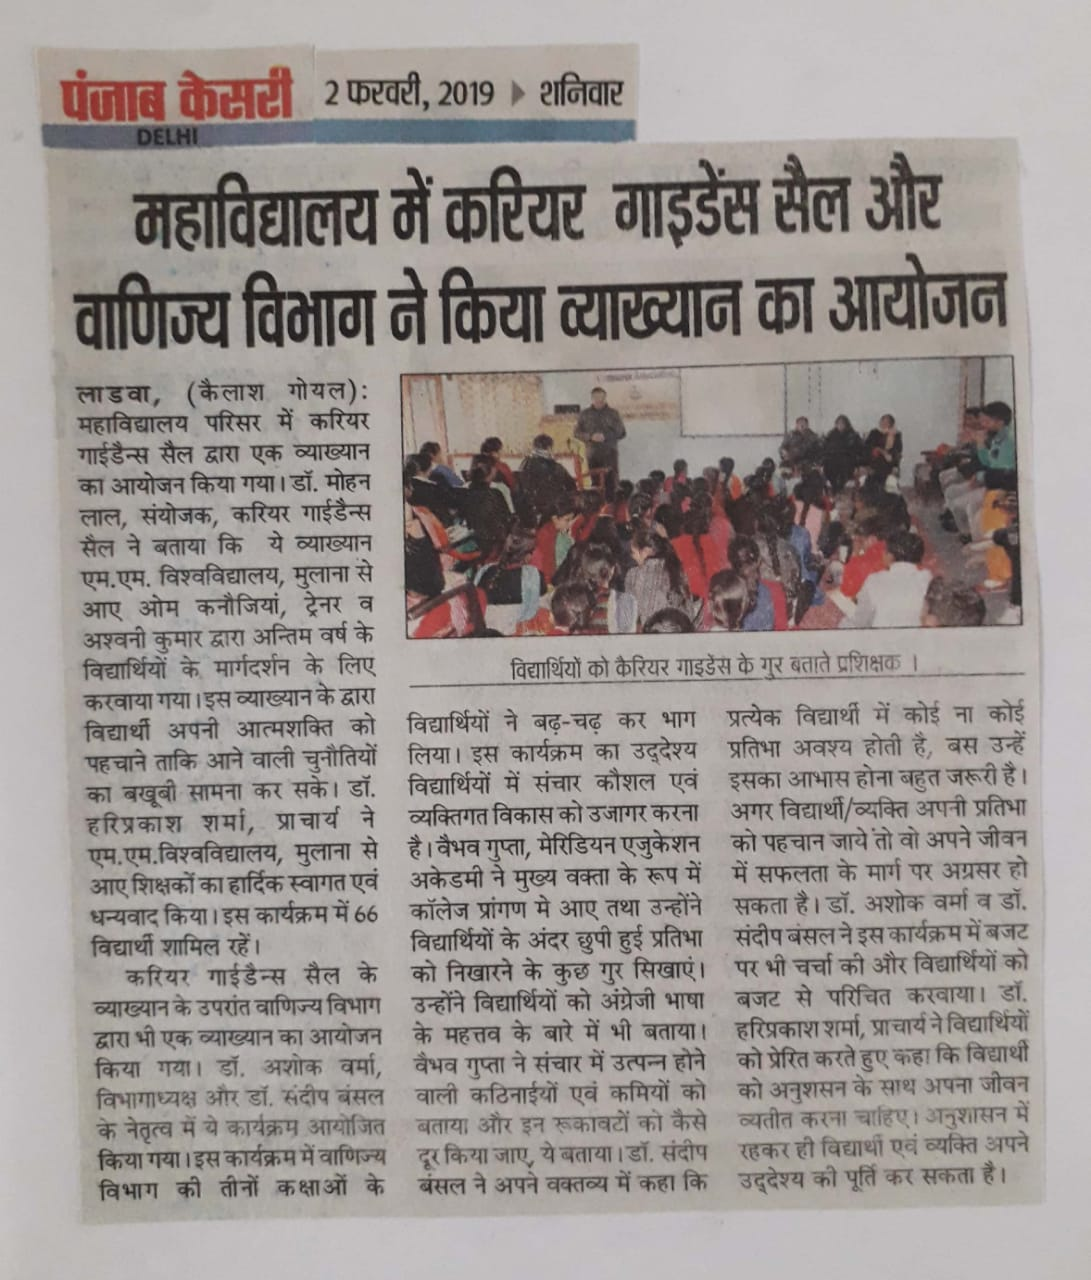 पंजाब केसरी
DELHI
2 फरवरी, 2019 ▶ शनिवार
महाविद्यालय में करियर गाइडेंस सैल और
वाणिज्य विभाग ने किया व्याख्यान का आयोजन
लाडवा, (कैलाश गोयल):
महाविद्यालय परिसर में करियर
गाईडैन्स सैल द्वारा एक व्याख्यान
का आयोजन किया गया। डॉ. मोहन
लाल, संयोजक, करियर गाईडैन्स
सैल ने बताया कि ये व्याख्यान
एम.एम. विश्वविद्यालय, मुलाना से
आए ओम कनौजियां, ट्रेनर व
अश्वनी कुमार द्वारा अन्तिम वर्ष के
विद्यार्थियों के मार्गदर्शन के लिए
करवाया गया। इस व्याख्यान के द्वारा
विद्यार्थी अपनी आत्मशक्ति को
पहचाने ताकि आने वाली चुनौतियों
का बखूबी सामना कर सके। डॉ.
हरिप्रकाश शर्मा, प्राचार्य ने
एम.एम.विश्वविद्यालय, मुलाना से
आए शिक्षकों का हार्दिक स्वागत एवं
धन्यवाद किया। इस कार्यक्रम में 66
विद्यार्थी शामिल रहें।
करियर गाईडैन्स सैल के
व्याख्यान के उपरांत वाणिज्य विभाग
द्वारा भी एक व्याख्यान का आयोजन
किया गया। डॉ. अशोक वर्मा,
विभागाध्यक्ष और डॉ. संदीप बंसल
के नेतृत्व में ये कार्यक्रम आयोजित
किया गया। इस कार्यक्रम में वाणिज्य
विभाग की तीनों कक्षाओं के
विद्यार्थियों को कैरियर गाइडेंस के गुर बताते प्रशिक्षक ।
विद्यार्थियों ने बढ़-चढ़ कर भाग
लिया। इस कार्यक्रम का उद्देश्य
विद्यार्थियों में संचार कौशल एवं
व्यक्तिगत विकास को उजागर करना
है। वैभव गुप्ता, मेरिडियन एजुकेशन
अकेडमी ने मुख्य वक्ता के रूप में
कॉलेज प्रांगण मे आए तथा उन्होंने
विद्यार्थियों के अंदर छुपी हुई प्रतिभा
को निखारने के कुछ गुर सिखाएं।
उन्होंने विद्यार्थियों को अंग्रेजी भाषा
के महत्तव के बारे में भी बताया।
वैभव गुप्ता ने संचार में उत्पन्न होने
वाली कठिनाईयों एवं कमियों को
बताया और इन रूकावटों को कैसे
दूर किया जाए, ये बताया। डॉ. संदीप
बंसल ने अपने वक्तव्य में कहा कि
प्रत्येक विद्यार्थी में कोई ना कोई
प्रतिभा अवश्य होती है, बस उन्हें
इसका आभास होना बहुत जरूरी है।
अगर विद्यार्थी/व्यक्ति अपनी प्रतिभा
को पहचान जाये तो वो अपने जीवन
में सफलता के मार्ग पर अग्रसर हो
सकता है। डॉ. अशोक वर्मा व डॉ.
संदीप बंसल ने इस कार्यक्रम में बजट
पर भी चर्चा की और विद्यार्थियों को
बजट से परिचित करवाया। डॉ.
हरिप्रकाश शर्मा, प्राचार्य ने विद्यार्थियों
को प्रेरित करते हुए कहा कि विद्यार्थी
को अनुशसन के साथ अपना जीवन
व्यतीत करना चाहिए। अनुशासन में
रहकर ही विद्यार्थी एवं व्यक्ति अपने
उद्देश्य की पूर्ति कर सकता है।